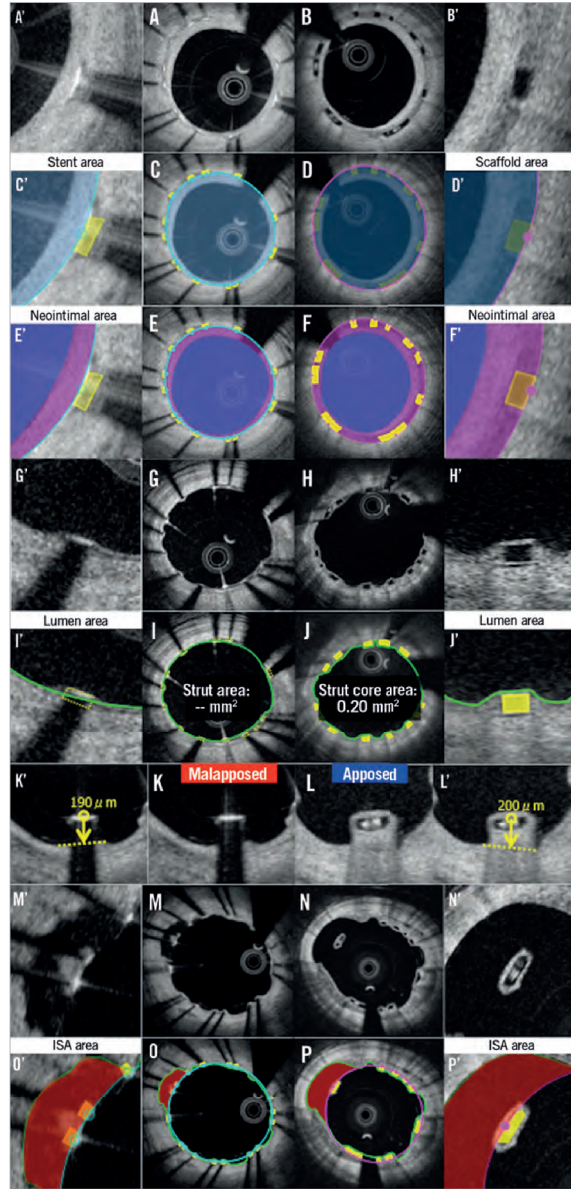 A' A B B'
Stent area Scaffold area
C' C D D'
Neointimal area Neointimal area
E' E F F'
G' G H H'
Lumen area Lumen area
I' I J J'
Strut area: Strut core area:
-- mm² 0.20 mm²
Malapposed Apposed
K' K L L'
190 μm 200 μm
M' M N N'
ISA area ISA area
O' O P P'